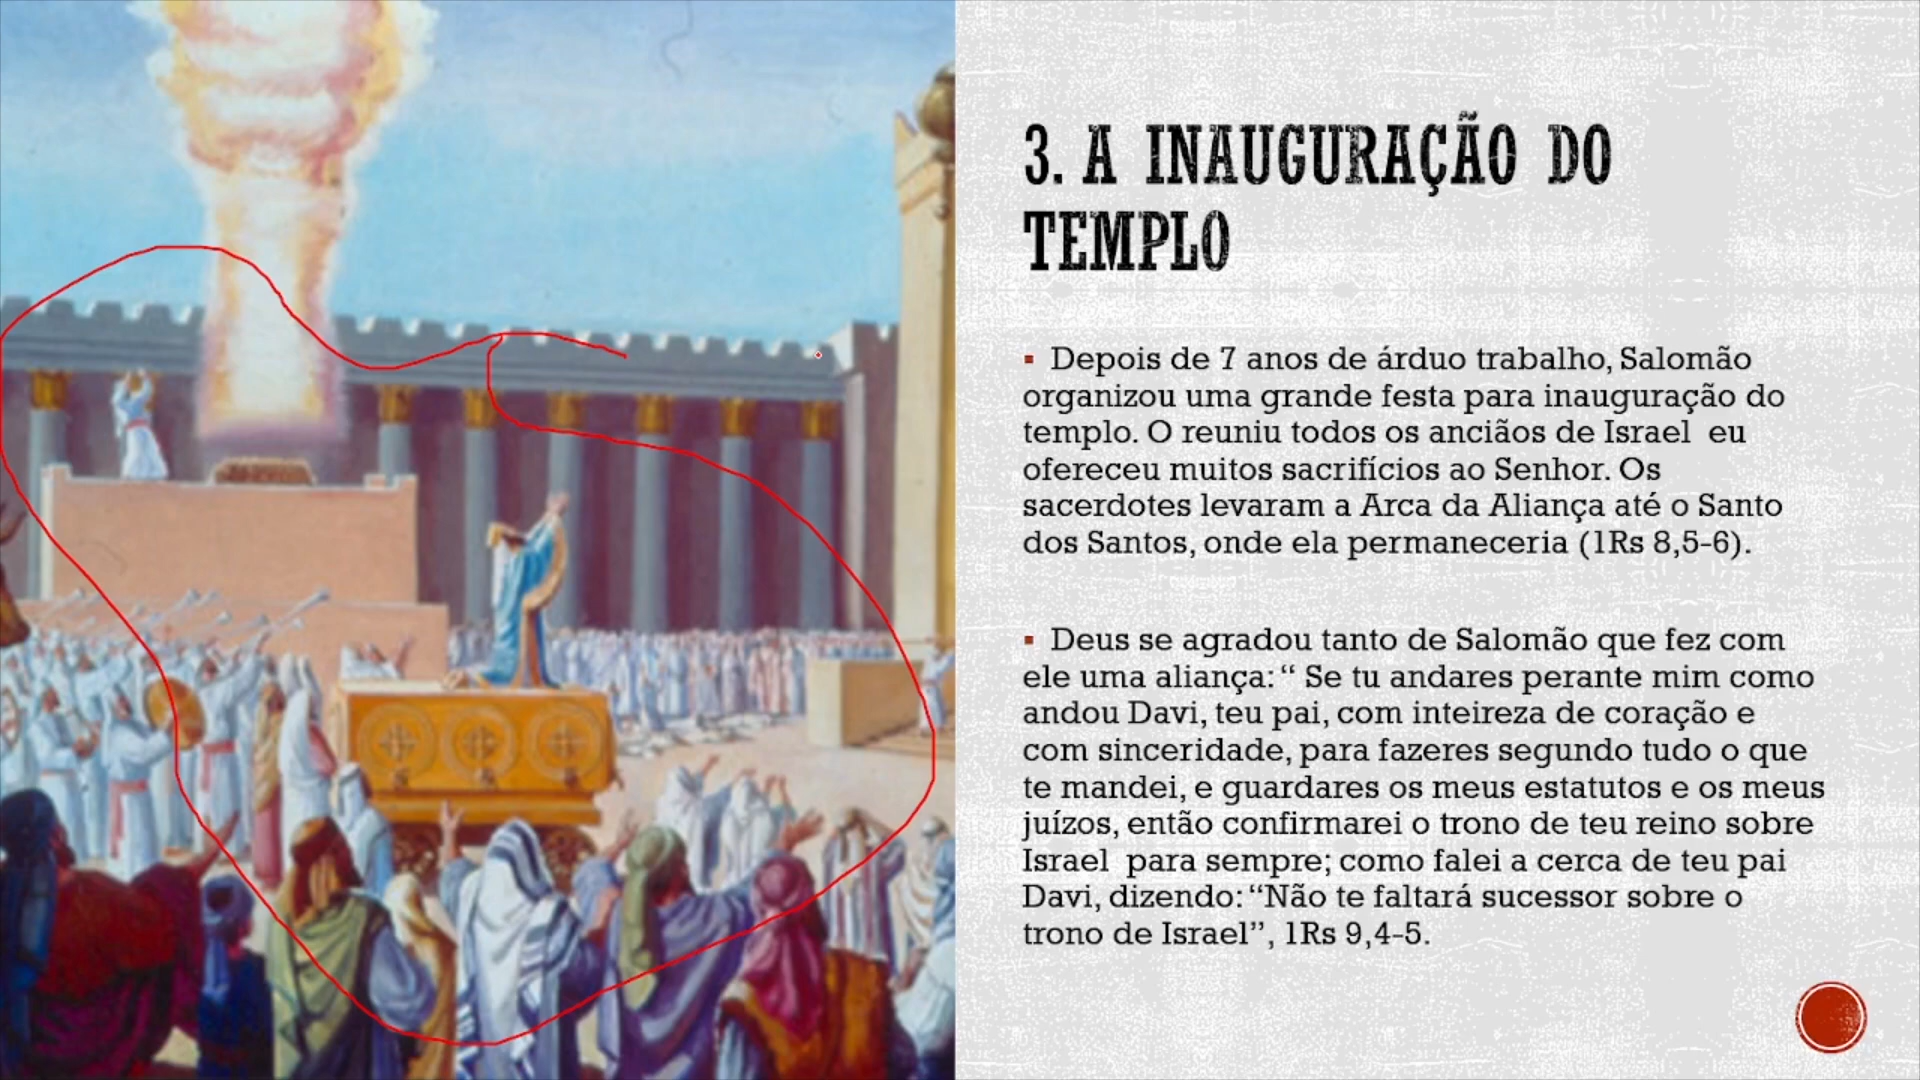 3. A INAUGURAÇÃO DO
TEMPLO
▪ Depois de 7 anos de árduo trabalho, Salomão
organizou uma grande festa para inauguração do
templo. O reuniu todos os anciãos de Israel eu
ofereceu muitos sacrifícios ao Senhor. Os
sacerdotes levaram a Arca da Aliança até o Santo
dos Santos, onde ela permaneceria (1Rs 8,5-6).
▪ Deus se agradou tanto de Salomão que fez com
ele uma aliança: “ Se tu andares perante mim como
andou Davi, teu pai, com inteireza de coração e
com sinceridade, para fazeres segundo tudo o que
te mandei, e guardares os meus estatutos e os meus
juízos, então confirmarei o trono de teu reino sobre
Israel para sempre; como falei a cerca de teu pai
Davi, dizendo: “Não te faltará sucessor sobre o
trono de Israel”, 1Rs 9,4-5.